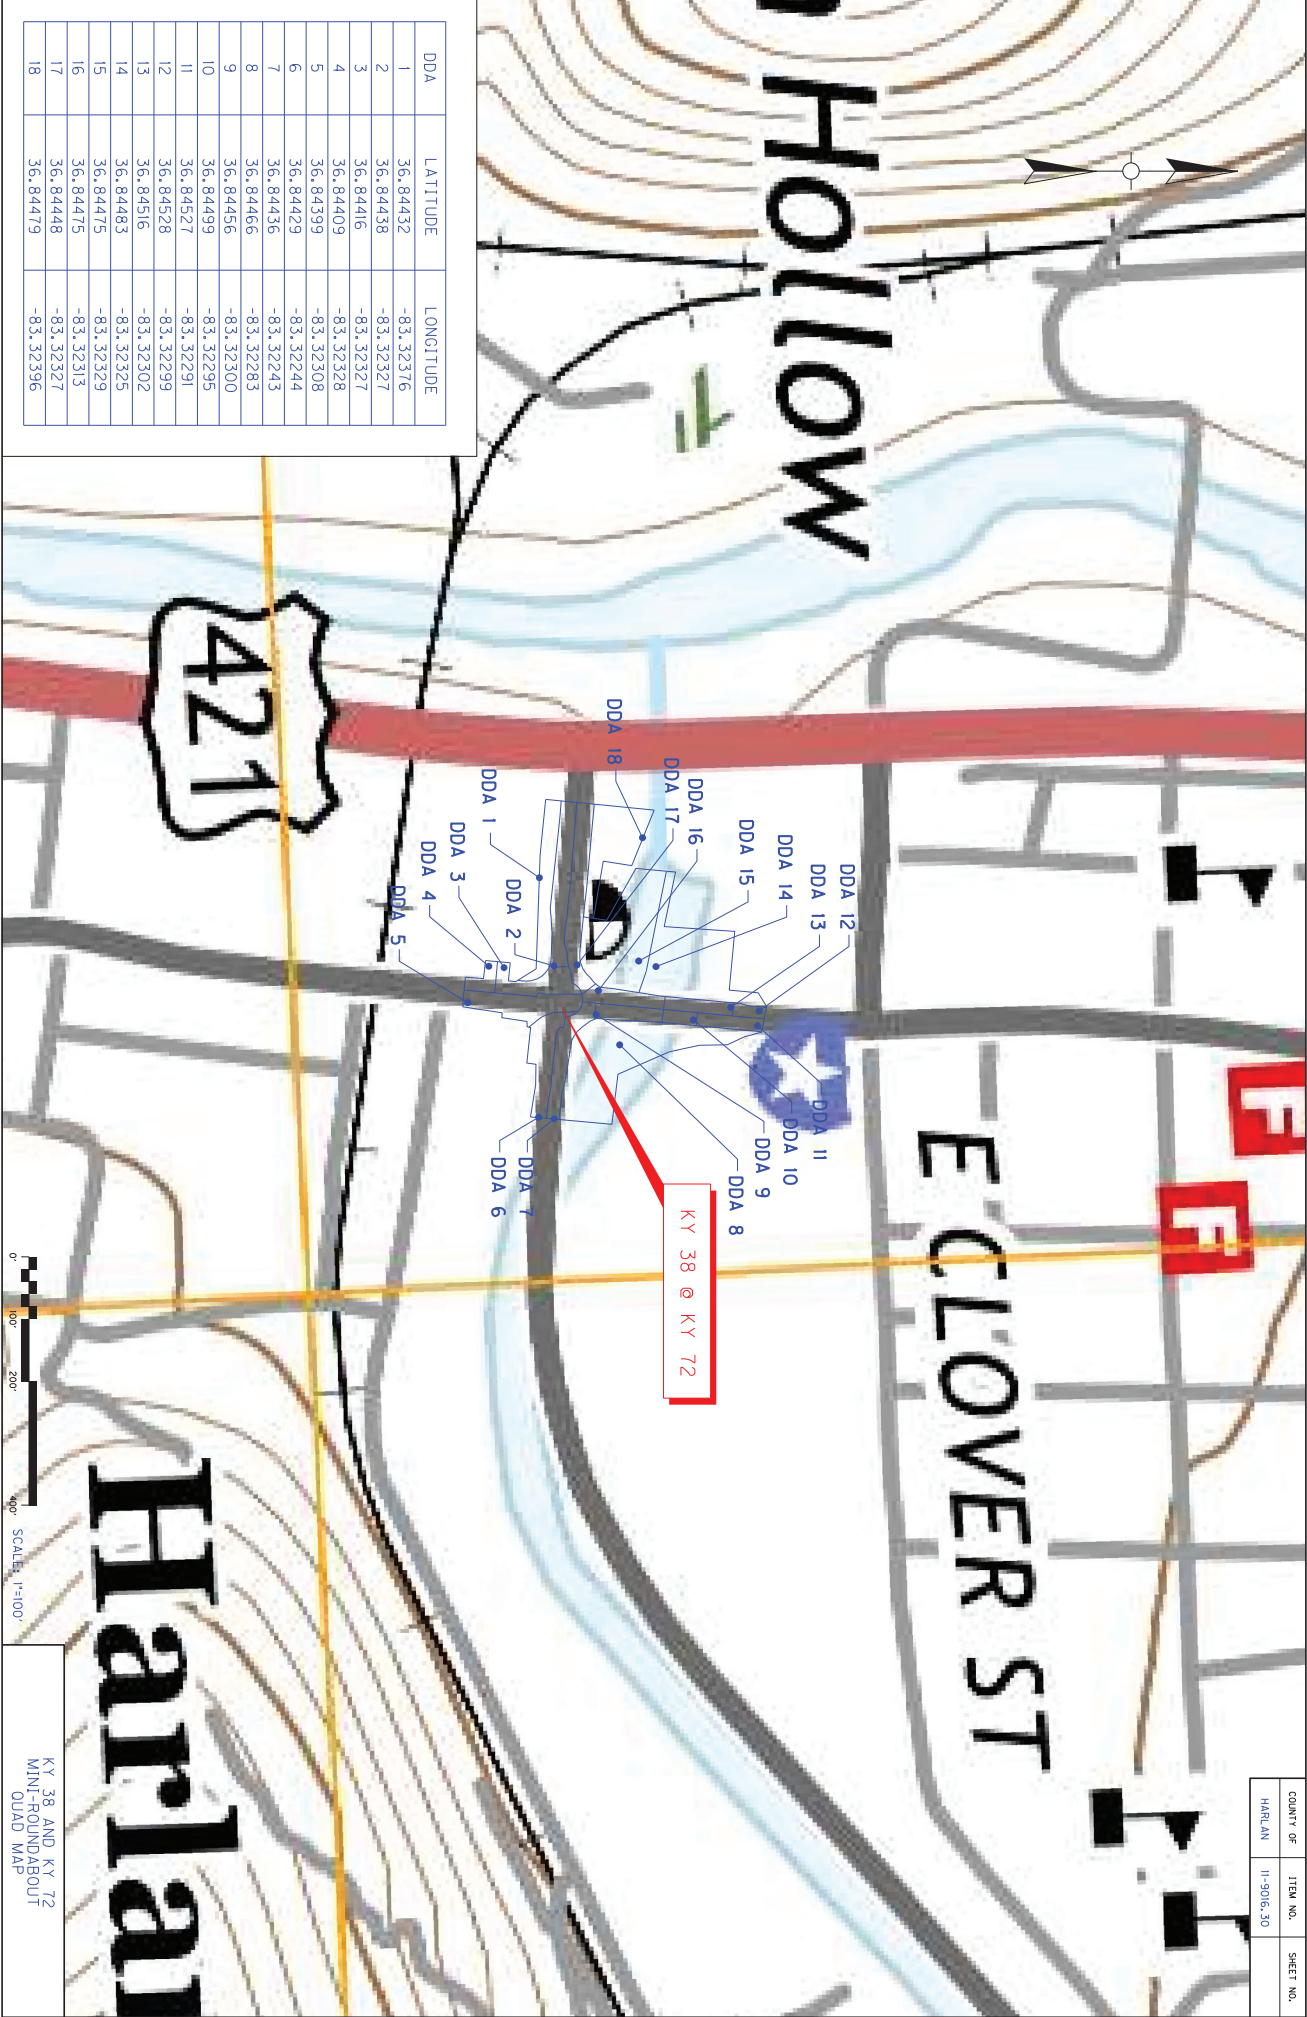 COUNTY OF ITEM NO. SHEET NO.
HARLAN 11-9016.30
Hollow
E CLOVER ST
F
F
421
KY 38 @ KY 72
DDA 12
DDA 13
DDA 14
DDA 15
DDA 16
DDA 17
DDA 18
DDA 1
DDA 2
DDA 3
DDA 4
DDA 5
DDA 11
DDA 10
DDA 9
DDA 8
DDA 7
DDA 6
DDA LATITUDE LONGITUDE
1 36.84432 -83.32376
2 36.84438 -83.32327
3 36.84416 -83.32327
4 36.84409 -83.32328
5 36.84399 -83.32308
6 36.84429 -83.32244
7 36.84436 -83.32243
8 36.84466 -83.32283
9 36.84456 -83.32300
10 36.84499 -83.32295
11 36.84527 -83.32291
12 36.84528 -83.32299
13 36.84516 -83.32302
14 36.84483 -83.32325
15 36.84475 -83.32329
16 36.84475 -83.32313
17 36.84448 -83.32327
18 36.84479 -83.32396
Harlan
0' 100' 200' 400' SCALE: 1"=100'
KY 38 AND KY 72
MINI-ROUNDABOUT
QUAD MAP